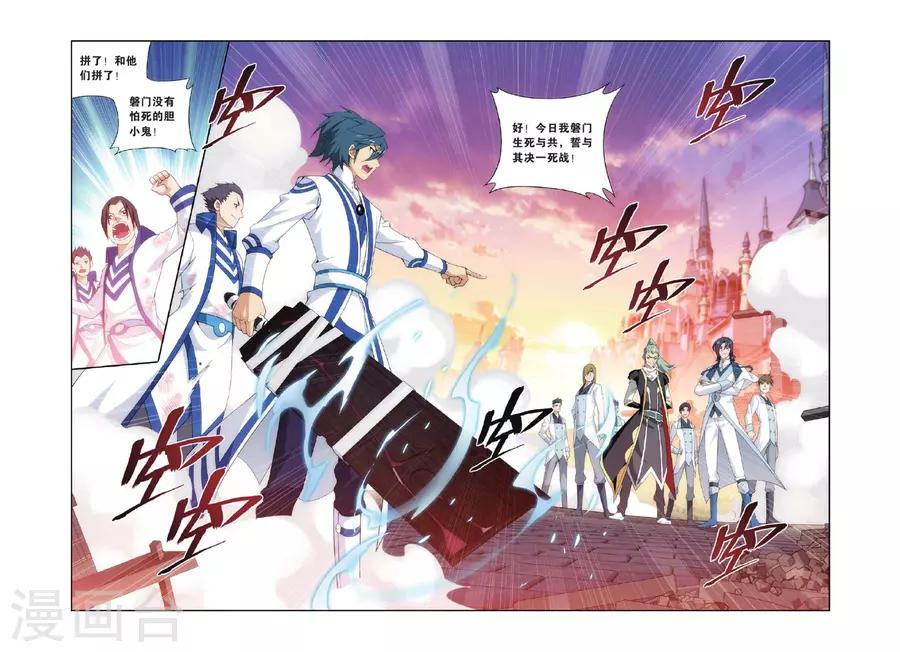 拼了！和他
们拼了！
磐门没有
怕死的胆
小鬼！
好！今日我磐门
生死与共，誓与
其决一死战！
空
空
空
空
空
空
空
空
漫画台